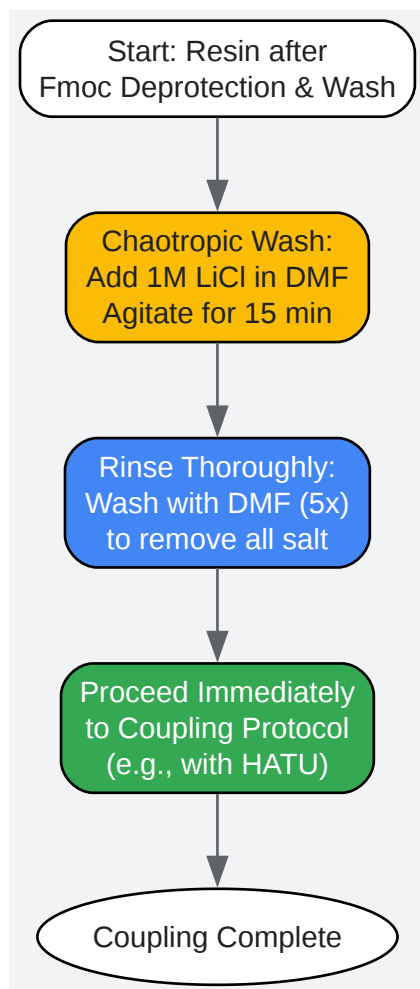 Start: Resin after
Fmoc Deprotection & Wash
Chaotropic Wash:
Add 1M LiCl in DMF
Agitate for 15 min
Rinse Thoroughly:
Wash with DMF (5x)
to remove all salt
Proceed Immediately
to Coupling Protocol
(e.g., with HATU)
Coupling Complete